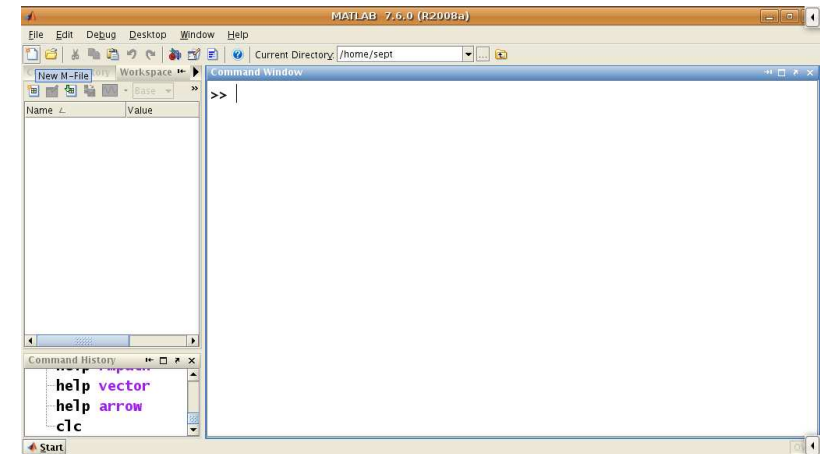 MATLAB 7.6.0 (R2008a)
File Edit Debug Desktop Window Help
Current Directory: /home/sept
New M-File Workspace
Command Window
Base
>>
Name Value
Command History
help
help vector
help arrow
clc
Start